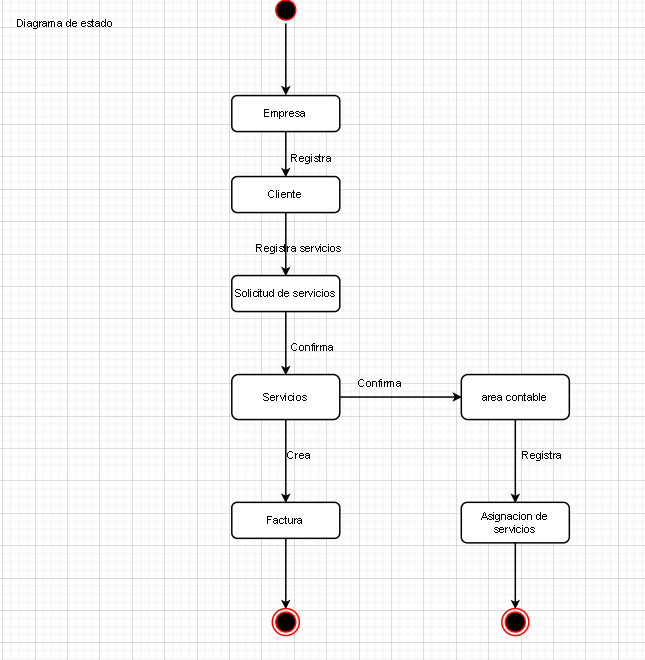 Diagrama de estado
Empresa
Registra
Cliente
Registra servicios
Solicitud de servicios
Confirma
Servicios
Confirma
area contable
Crea
Registra
Factura
Asignacion de
servicios